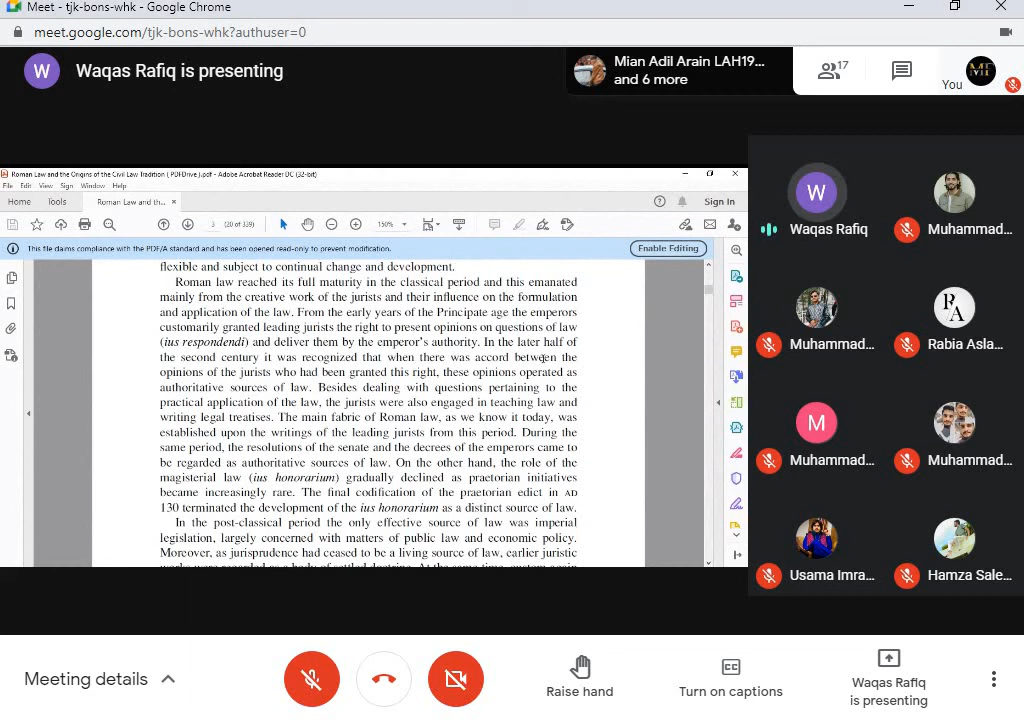 Meet - tjk-bons-whk - Google Chrome
meet.google.com/tjk-bons-whk?authuser=0
W
Waqas Rafiq is presenting
Mian Adil Arain LAH19...
and 6 more
17
You
Roman Law and the Origins of the Civil Law Tradition ( PDFDrive ).pdf - Adobe Acrobat Reader DC (32-bit)
File Edit View Sign Window Help
Home Tools Roman Law and th... × Sign In
3 (20 of 339) 150%
This file claims compliance with the PDF/A standard and has been opened read-only to prevent modification.
Enable Editing
flexible and subject to continual change and development.
Roman law reached its full maturity in the classical period and this emanated
mainly from the creative work of the jurists and their influence on the formulation
and application of the law. From the early years of the Principate age the emperors
customarily granted leading jurists the right to present opinions on questions of law
(ius respondendi) and deliver them by the emperor's authority. In the later half of
the second century it was recognized that when there was accord between the
opinions of the jurists who had been granted this right, these opinions operated as
authoritative sources of law. Besides dealing with questions pertaining to the
practical application of the law, the jurists were also engaged in teaching law and
writing legal treatises. The main fabric of Roman law, as we know it today, was
established upon the writings of the leading jurists from this period. During the
same period, the resolutions of the senate and the decrees of the emperors came to
be regarded as authoritative sources of law. On the other hand, the role of the
magisterial law (ius honorarium) gradually declined as praetorian initiatives
became increasingly rare. The final codification of the praetorian edict in AD
130 terminated the development of the ius honorarium as a distinct source of law.
In the post-classical period the only effective source of law was imperial
legislation, largely concerned with matters of public law and economic policy.
Moreover, as jurisprudence had ceased to be a living source of law, earlier juristic
W
Waqas Rafiq
Muhammad...
Muhammad...
RA
Rabia Asla...
M
Muhammad...
Muhammad...
Usama Imra...
Hamza Sale...
Meeting details
Raise hand
CC
Turn on captions
Waqas Rafiq
is presenting